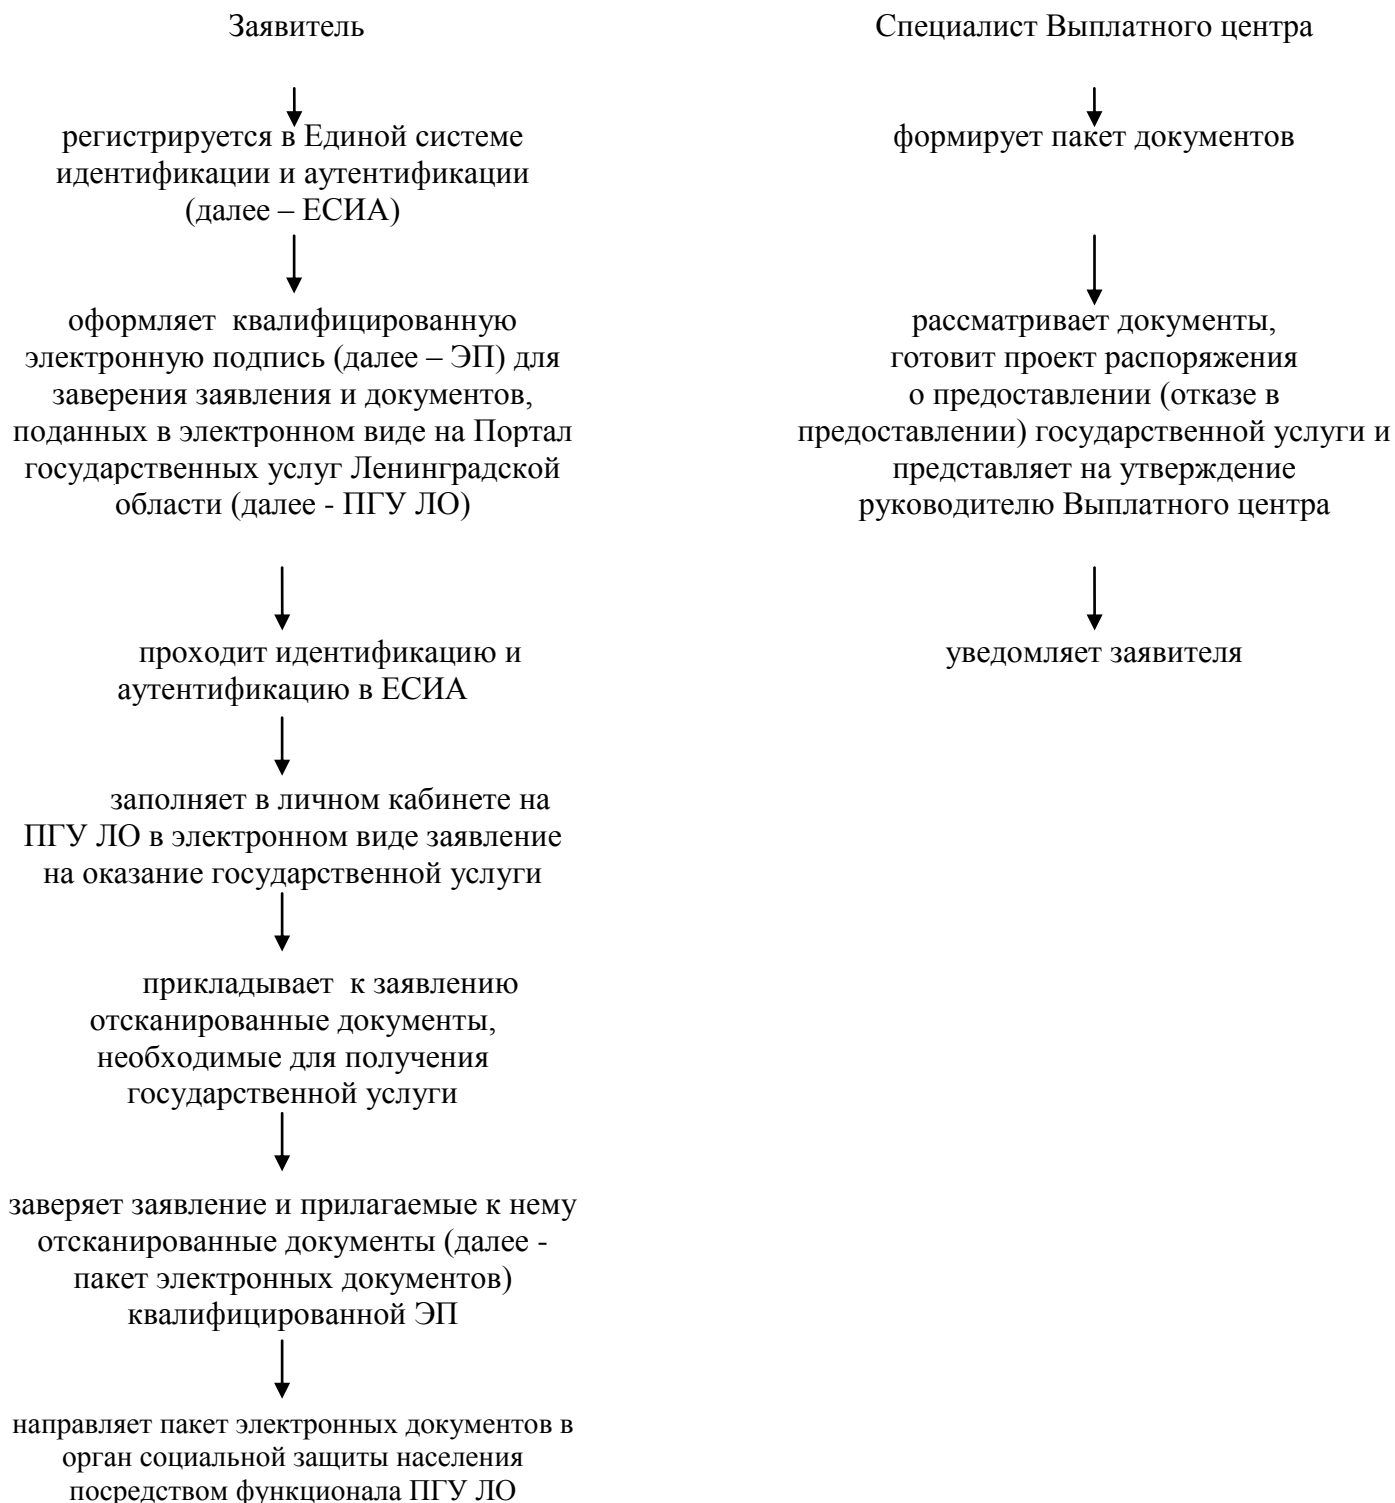 Заявитель
регистрируется в Единой системе
идентификации и аутентификации
(далее – ЕСИА)
оформляет квалифицированную
электронную подпись (далее – ЭП) для
заверения заявления и документов,
поданных в электронном виде на Портал
государственных услуг Ленинградской
области (далее - ПГУ ЛО)
проходит идентификацию и
аутентификацию в ЕСИА
заполняет в личном кабинете на
ПГУ ЛО в электронном виде заявление
на оказание государственной услуги
прикладывает к заявлению
отсканированные документы,
необходимые для получения
государственной услуги
заверяет заявление и прилагаемые к нему
отсканированные документы (далее -
пакет электронных документов)
квалифицированной ЭП
направляет пакет электронных документов в
орган социальной защиты населения
посредством функционала ПГУ ЛО
Специалист Выплатного центра
формирует пакет документов
рассматривает документы,
готовит проект распоряжения
о предоставлении (отказе в
предоставлении) государственной услуги и
представляет на утверждение
руководителю Выплатного центра
уведомляет заявителя